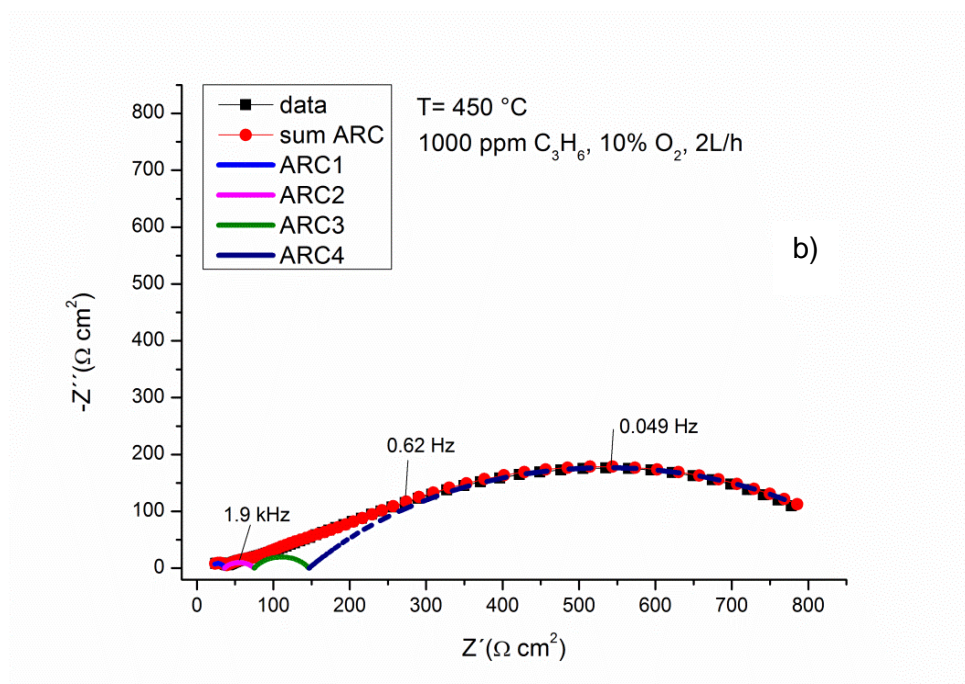 data
sum ARC
ARC1
ARC2
ARC3
ARC4
T= 450 °C
1000 ppm C₃H₆, 10% O₂, 2L/h
b)
800
700
600
500
400
300
200
100
0
-Z´´(Ω cm²)
1.9 kHz
0.62 Hz
0.049 Hz
0 100 200 300 400 500 600 700 800
Z´(Ω cm²)